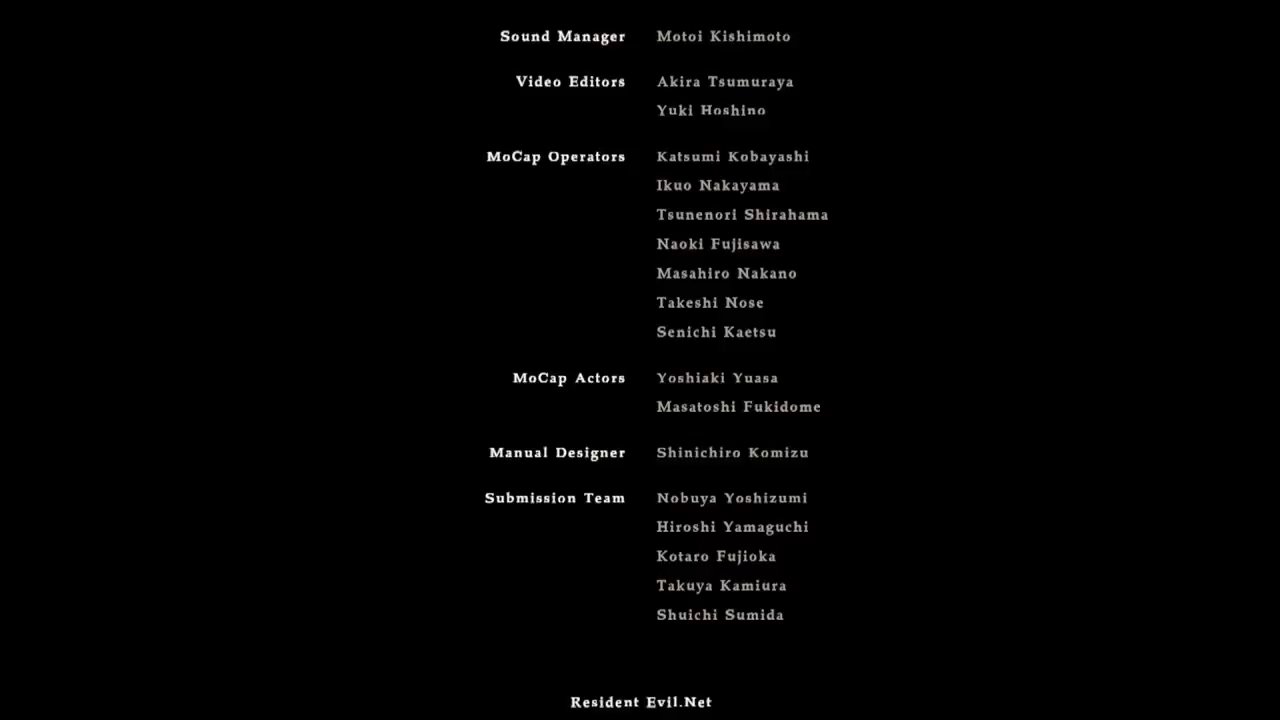 Sound Manager Motoi Kishimoto
Video Editors Akira Tsumuraya
Yuki Hoshino
MoCap Operators Katsumi Kobayashi
Ikuo Nakayama
Tsunenori Shirahama
Naoki Fujisawa
Masahiro Nakano
Takeshi Nose
Senichi Kaetsu
MoCap Actors Yoshiaki Yuasa
Masatoshi Fukidome
Manual Designer Shinichiro Komizu
Submission Team Nobuya Yoshizumi
Hiroshi Yamaguchi
Kotaro Fujioka
Takuya Kamiura
Shuichi Sumida
Resident Evil.Net